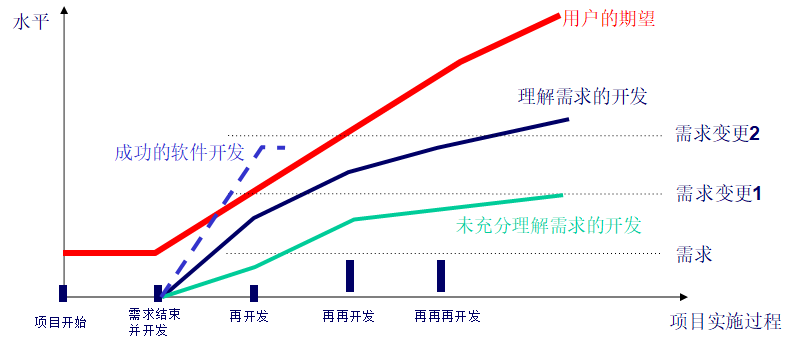 水平
用户的期望
理解需求的开发
需求变更2
成功的软件开发
需求变更1
未充分理解需求的开发
需求
项目开始
需求结束
并开发
再开发
再再开发
再再再开发
项目实施过程